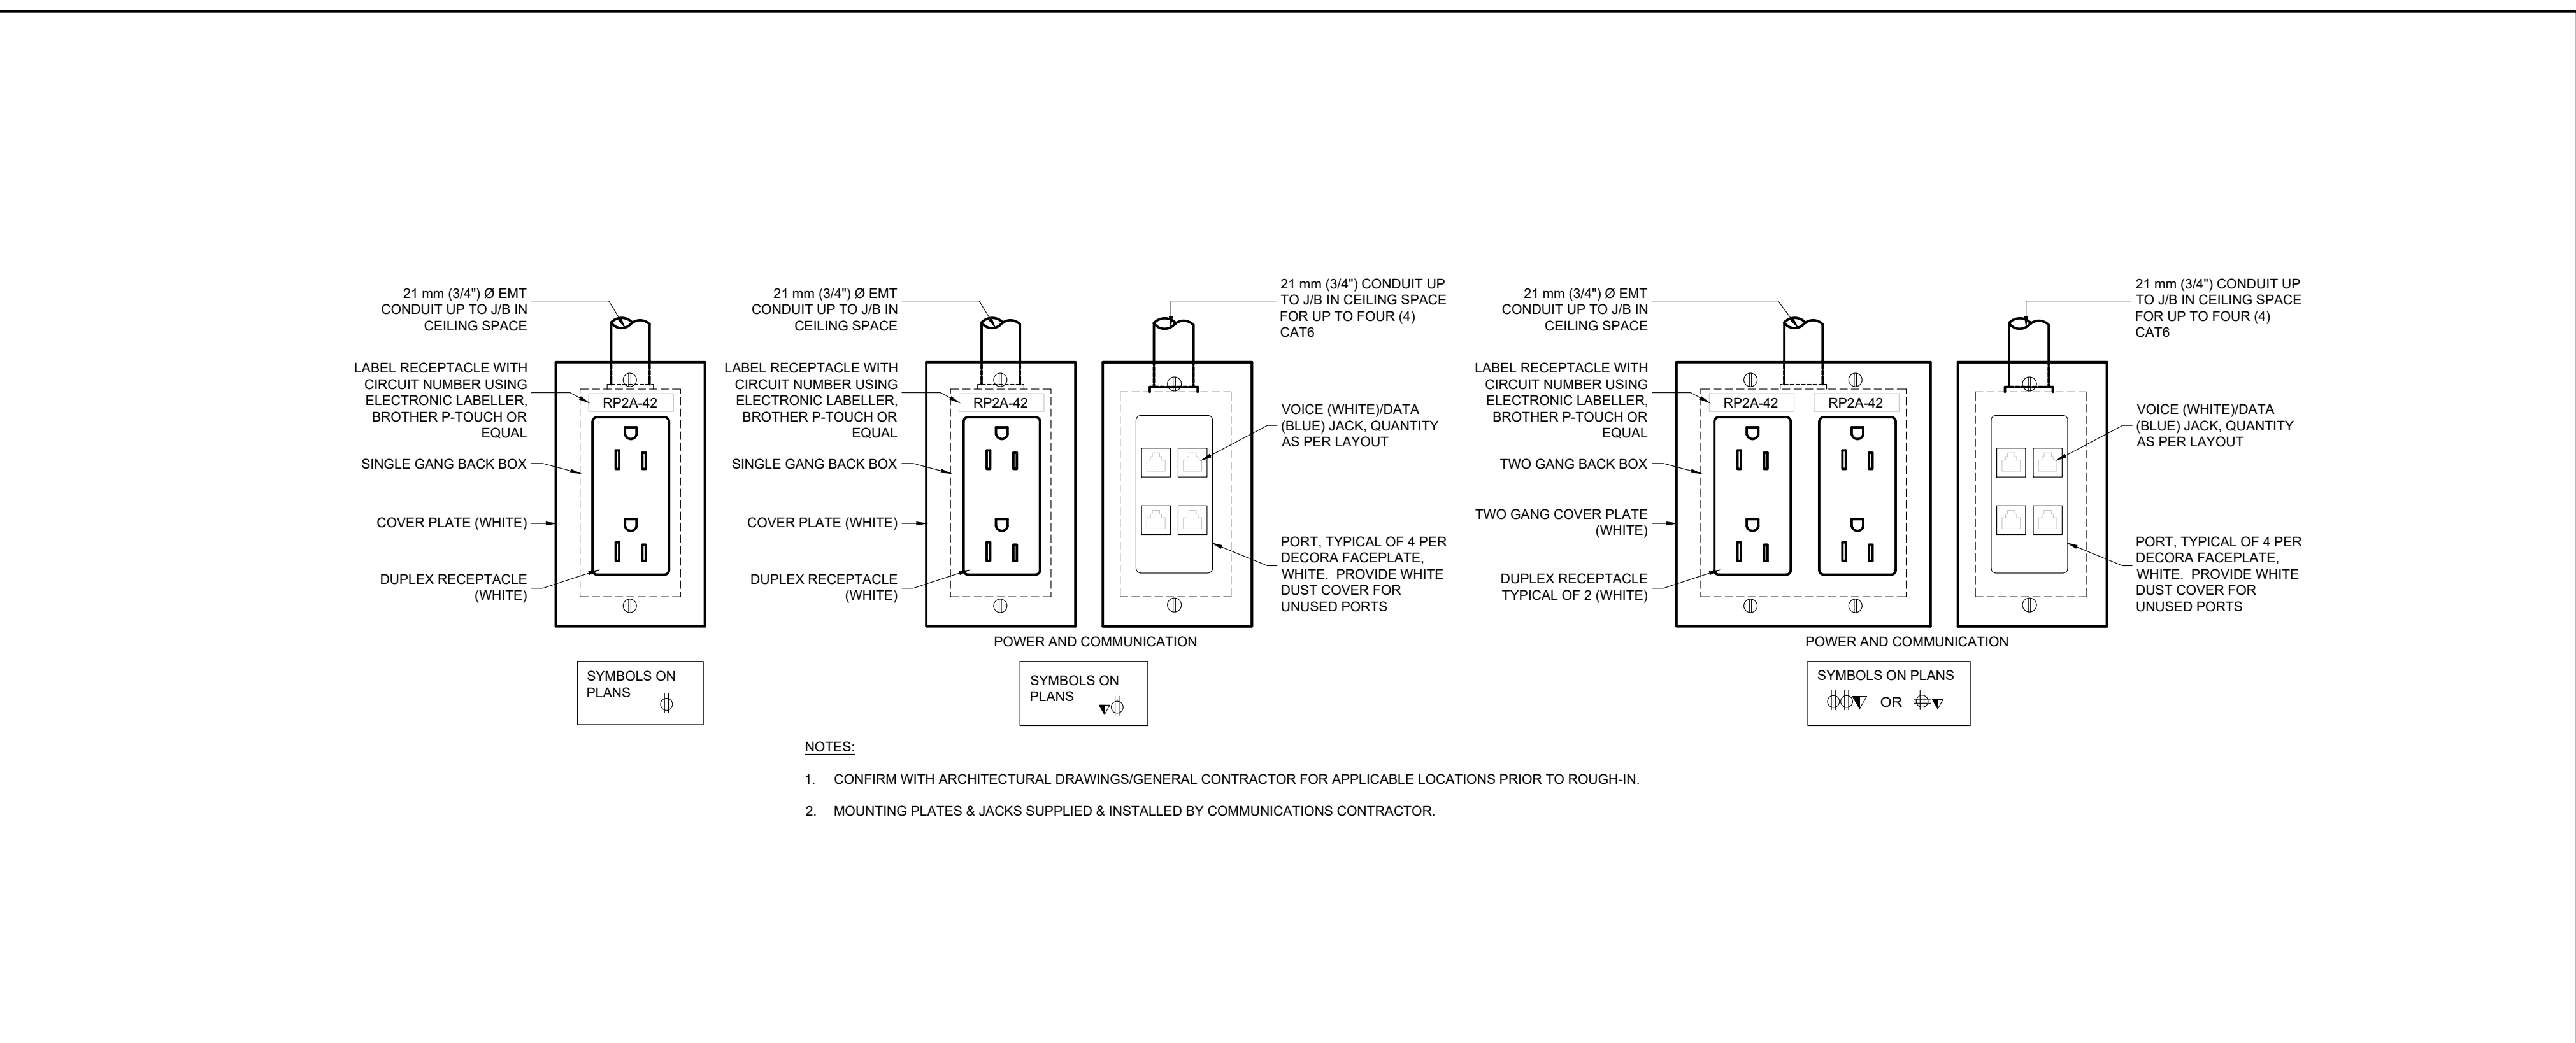 21 mm (3/4") Ø EMT
CONDUIT UP TO J/B IN
CEILING SPACE
LABEL RECEPTACLE WITH
CIRCUIT NUMBER USING
ELECTRONIC LABELLER,
BROTHER P-TOUCH OR
EQUAL
SINGLE GANG BACK BOX
COVER PLATE (WHITE)
DUPLEX RECEPTACLE
(WHITE)
RP2A-42
SYMBOLS ON
PLANS
21 mm (3/4") Ø EMT
CONDUIT UP TO J/B IN
CEILING SPACE
LABEL RECEPTACLE WITH
CIRCUIT NUMBER USING
ELECTRONIC LABELLER,
BROTHER P-TOUCH OR
EQUAL
SINGLE GANG BACK BOX
COVER PLATE (WHITE)
DUPLEX RECEPTACLE
(WHITE)
RP2A-42
21 mm (3/4") CONDUIT UP
TO J/B IN CEILING SPACE
FOR UP TO FOUR (4)
CAT6
VOICE (WHITE)/DATA
(BLUE) JACK, QUANTITY
AS PER LAYOUT
PORT, TYPICAL OF 4 PER
DECORA FACEPLATE,
WHITE. PROVIDE WHITE
DUST COVER FOR
UNUSED PORTS
POWER AND COMMUNICATION
SYMBOLS ON
PLANS
21 mm (3/4") Ø EMT
CONDUIT UP TO J/B IN
CEILING SPACE
LABEL RECEPTACLE WITH
CIRCUIT NUMBER USING
ELECTRONIC LABELLER,
BROTHER P-TOUCH OR
EQUAL
TWO GANG BACK BOX
TWO GANG COVER PLATE
(WHITE)
DUPLEX RECEPTACLE
TYPICAL OF 2 (WHITE)
RP2A-42
RP2A-42
21 mm (3/4") CONDUIT UP
TO J/B IN CEILING SPACE
FOR UP TO FOUR (4)
CAT6
VOICE (WHITE)/DATA
(BLUE) JACK, QUANTITY
AS PER LAYOUT
PORT, TYPICAL OF 4 PER
DECORA FACEPLATE,
WHITE. PROVIDE WHITE
DUST COVER FOR
UNUSED PORTS
POWER AND COMMUNICATION
SYMBOLS ON PLANS
OR
NOTES:
1. CONFIRM WITH ARCHITECTURAL DRAWINGS/GENERAL CONTRACTOR FOR APPLICABLE LOCATIONS PRIOR TO ROUGH-IN.
2. MOUNTING PLATES & JACKS SUPPLIED & INSTALLED BY COMMUNICATIONS CONTRACTOR.